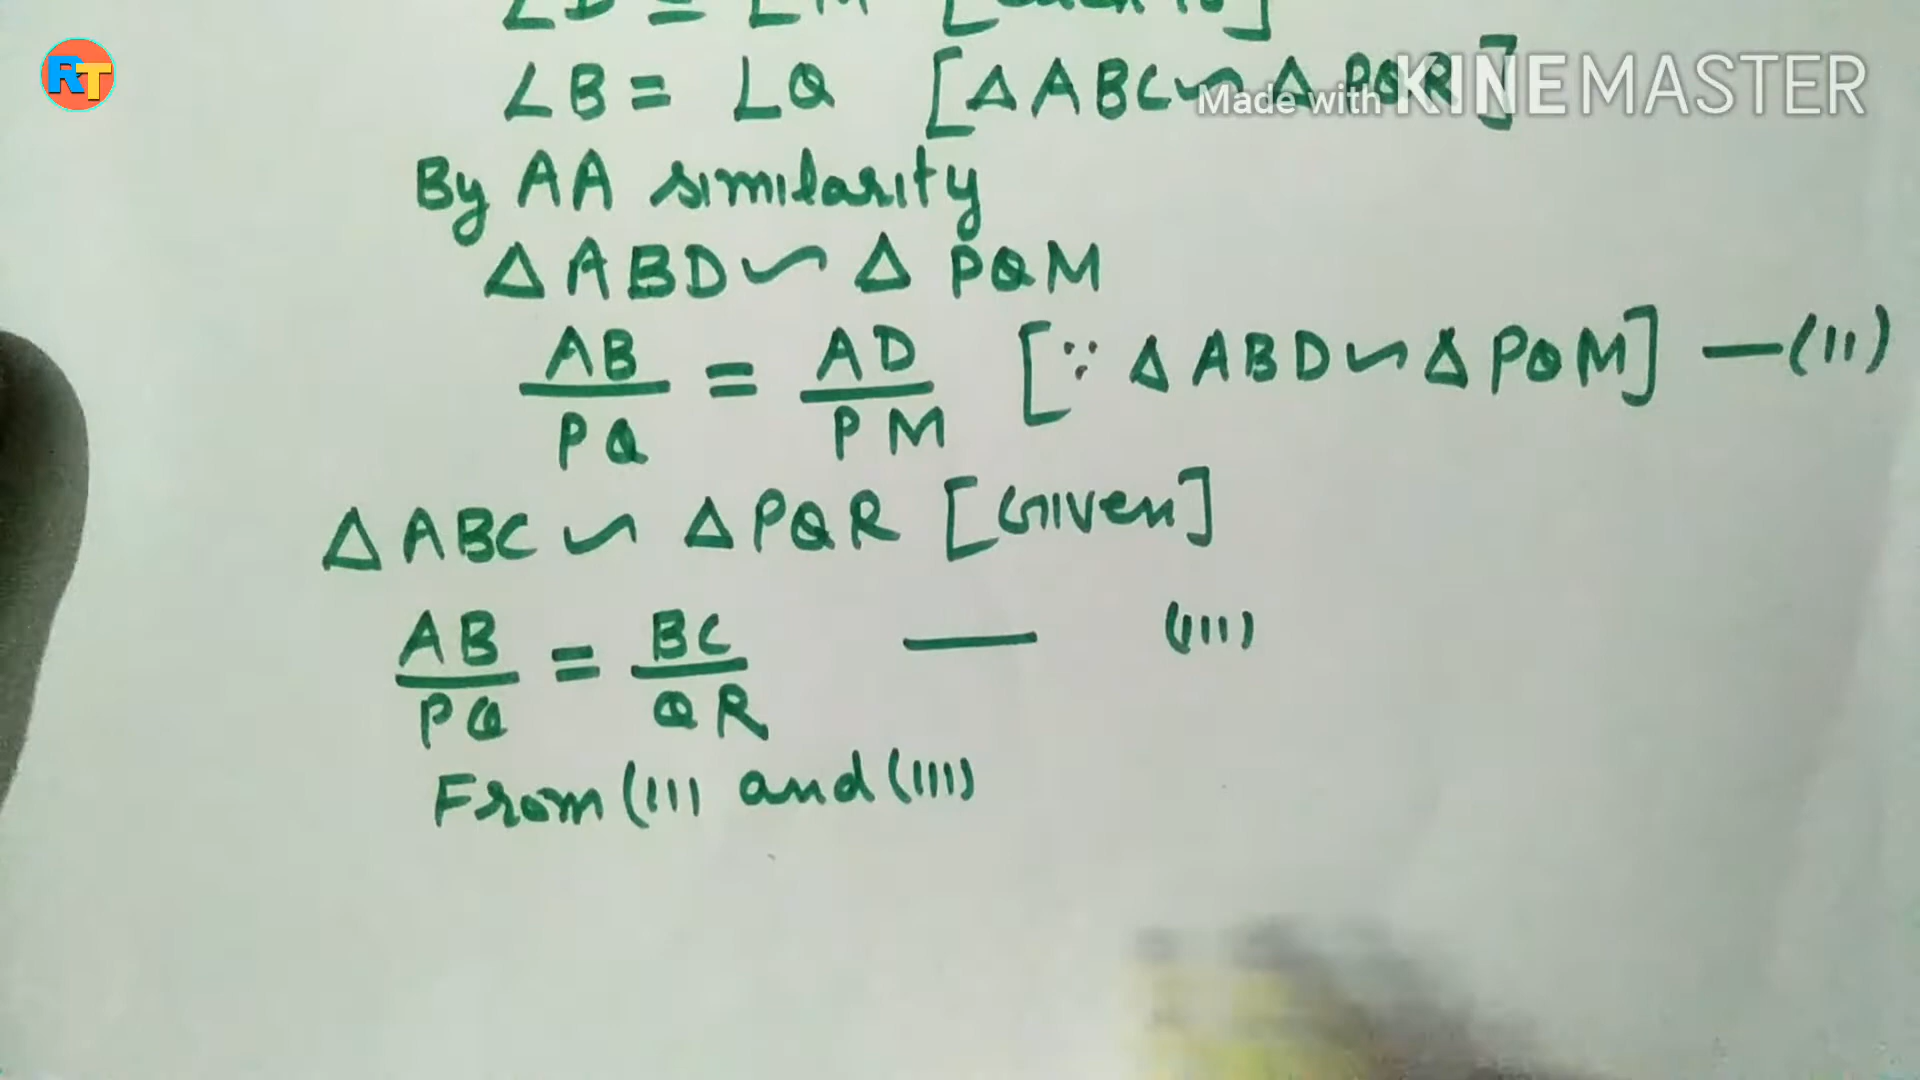 RT
Made with KINEMASTER
∠B = ∠Q [△ABC ∽ △PQR]
By AA similarity
△ABD ∽ △PQM
AB/PQ = AD/PM [∵ △ABD ∽ △PQM] —(ii)
△ABC ∽ △PQR [Given]
AB/PQ = BC/QR — (iii)
From (ii) and (iii)